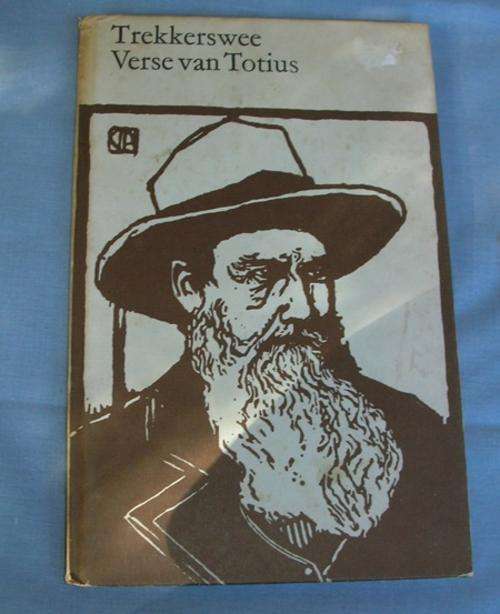 Trekkerswee
Verse van Totius